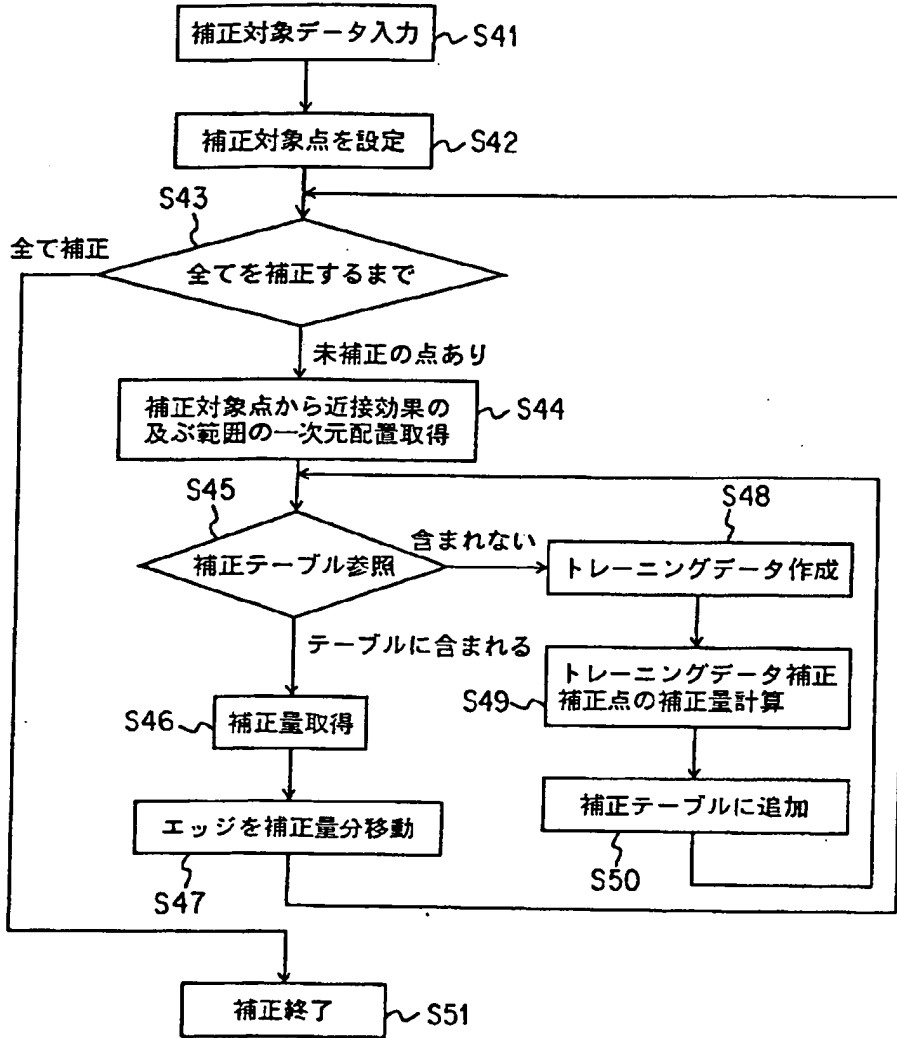 補正対象データ入力
S41
補正対象点を設定
S42
S43
全て補正
全てを補正するまで
未補正の点あり
補正対象点から近接効果の
及ぶ範囲の一次元配置取得
S44
S45
補正テーブル参照
含まれない
S48
トレーニングデータ作成
テーブルに含まれる
トレーニングデータ補正
補正点の補正量計算
S49
S46
補正量取得
エッジを補正量分移動
S47
補正テーブルに追加
S50
補正終了
S51